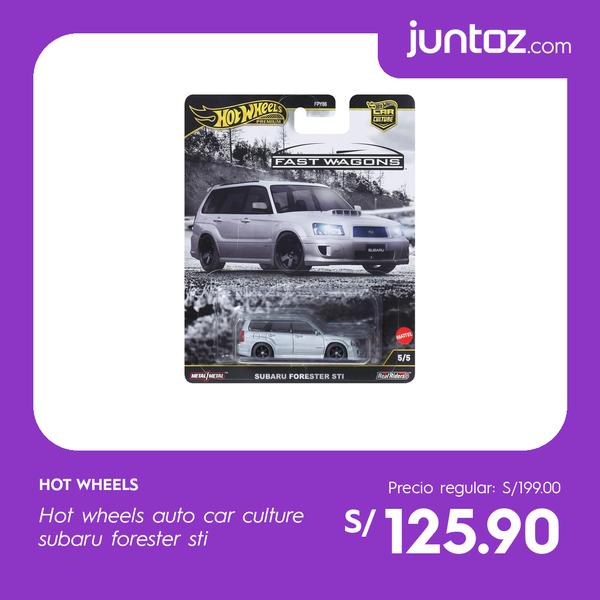 juntoz.com
HOT WHEELS
PREMIUM
FPY86
CAR
CULTURE
FAST WAGONS
SUBARU
MATTEL
5/5
METAL/METAL™
SUBARU FORESTER STI
Real Riders
HOT WHEELS
Precio regular: S/199.00
Hot wheels auto car culture
subaru forester sti
S/125.90